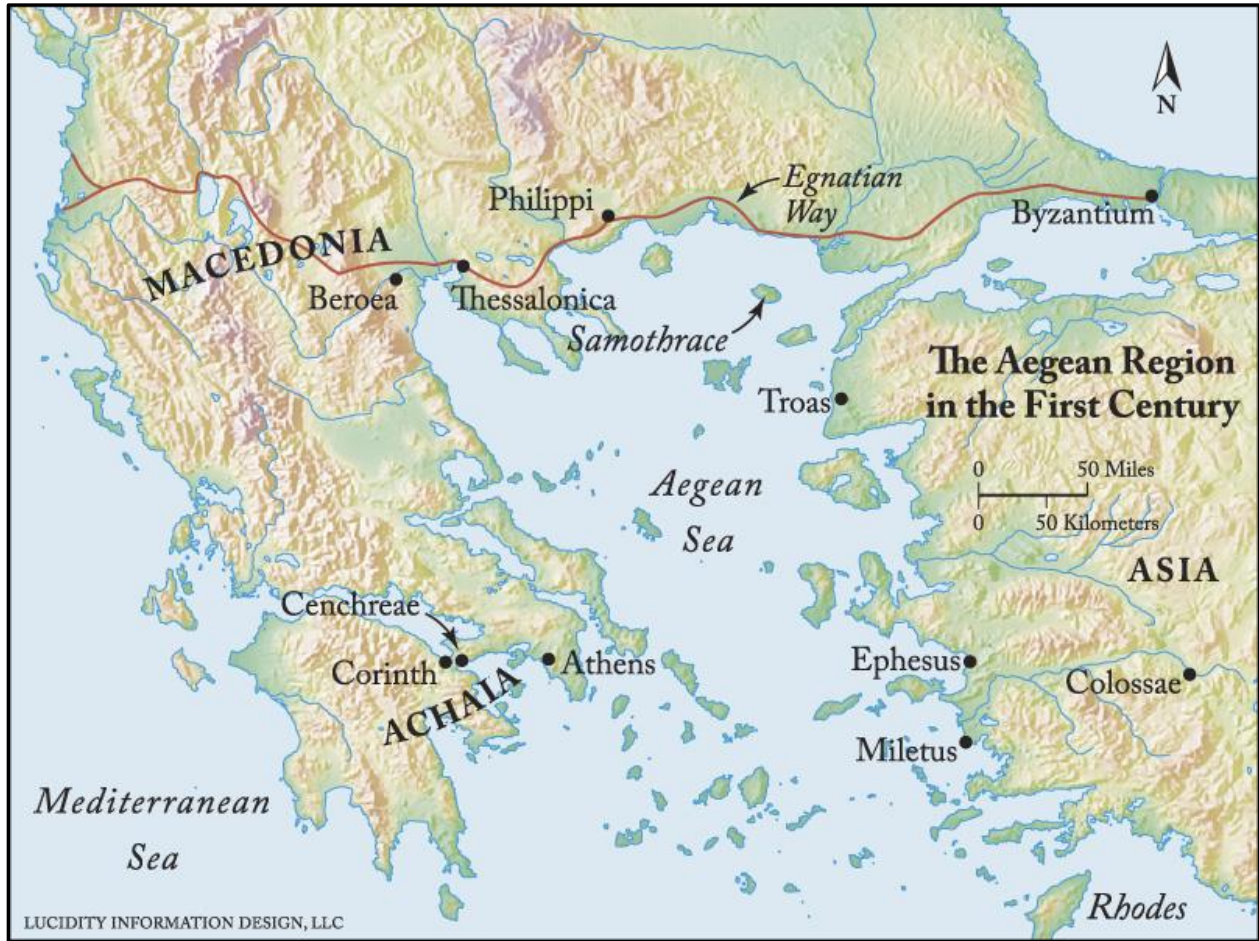 N
Egnatian
Way
Philippi
Byzantium
MACEDONIA
Beroea
Thessalonica
Samothrace
The Aegean Region
in the First Century
Troas
0 50 Miles
0 50 Kilometers
Aegean
Sea
ASIA
Cenchreae
Corinth
Athens
ACHAIA
Ephesus
Colossae
Miletus
Mediterranean
Sea
Rhodes
LUCIDITY INFORMATION DESIGN, LLC